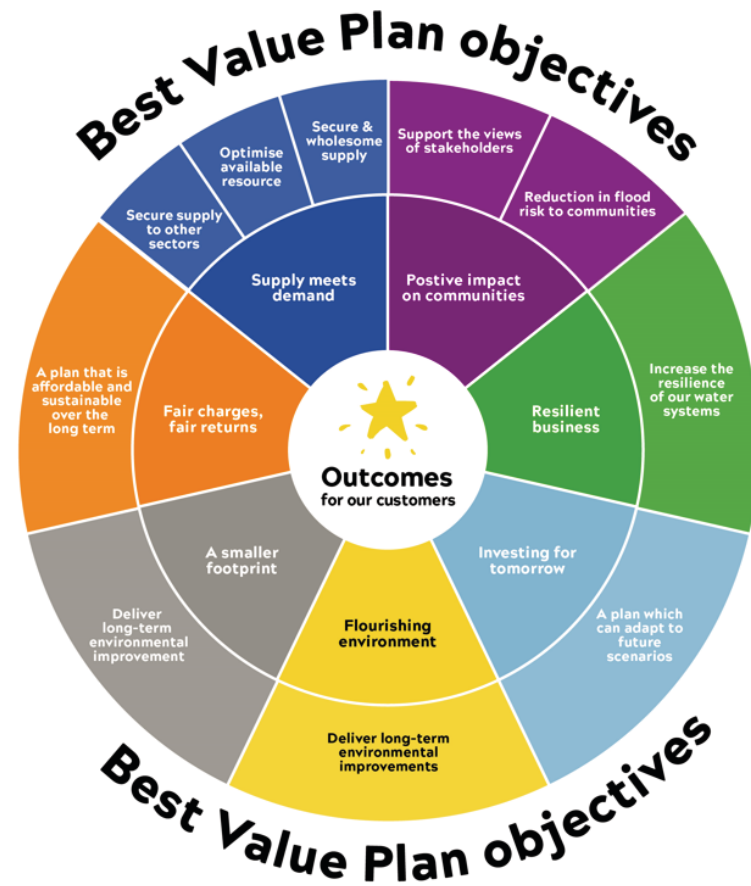 Best Value Plan objectives
Secure &
wholesome
supply
Optimise
available
resource
Secure supply
to other
sectors
Support the views
of stakeholders
Reduction in flood
risk to communities
Supply meets
demand
Postive impact
on communities
A plan that is
affordable and
sustainable
over the
long term
Fair charges,
fair returns
Resilient
business
Increase the
resilience
of our water
systems
Outcomes
for our customers
A smaller
footprint
Investing for
tomorrow
Deliver
long-term
environmental
improvement
Flourishing
environment
A plan which
can adapt to
future
scenarios
Deliver long-term
environmental
improvements
Best Value Plan objectives